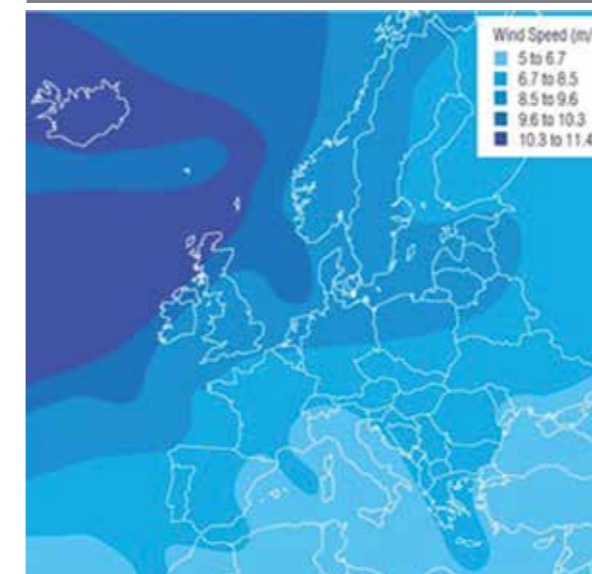 Wind Speed (m/
5 to 6.7
6.7 to 8.5
8.5 to 9.6
9.6 to 10.3
10.3 to 11.4